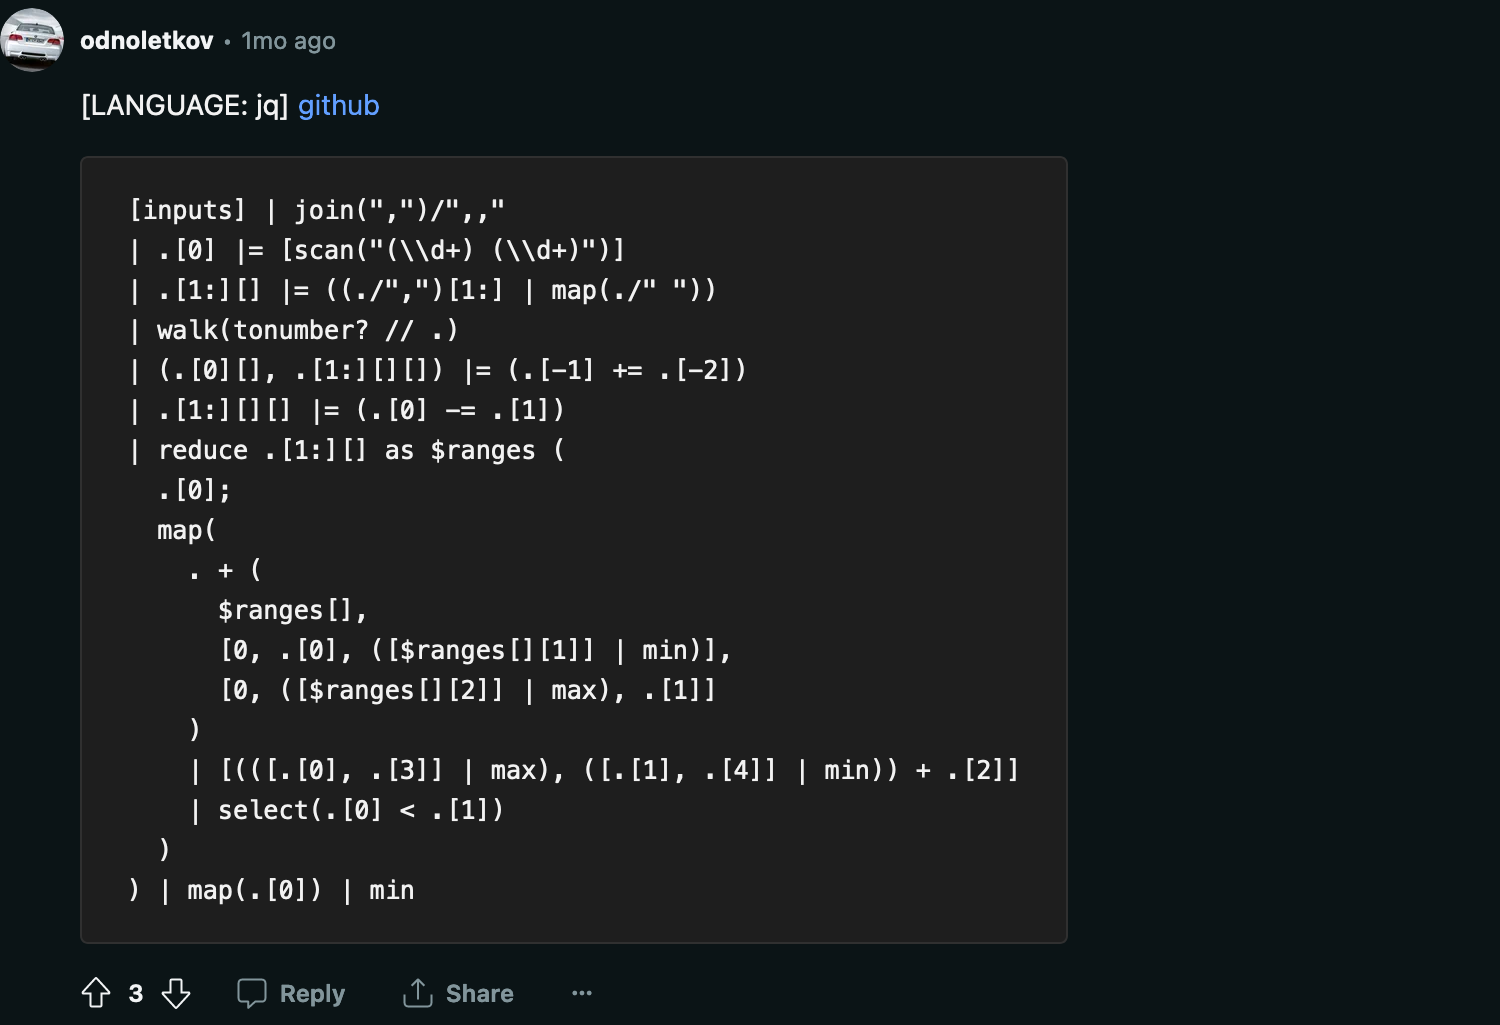 odnoletkov • 1mo ago
[LANGUAGE: jq] github
[inputs] | join(",")/",,"
| .[0] |= [scan("(\\d+) (\\d+)")]
| .[1:][] |= ((./",")[1:] | map(./" "))
| walk(tonumber? // .)
| (.[0][], .[1:][][]) |= (.[-1] += .[-2])
| .[1:][][] |= (.[0] -= .[1])
| reduce .[1:][] as $ranges (
  .[0];
  map(
    . + (
      $ranges[],
      [0, .[0], ([$ranges[][1]] | min)],
      [0, ([$ranges[][2]] | max), .[1]]
    )
    | [(([.[0], .[3]] | max), ([.[1], .[4]] | min)) + .[2]]
    | select(.[0] < .[1])
  )
) | map(.[0]) | min
3 Reply Share ···